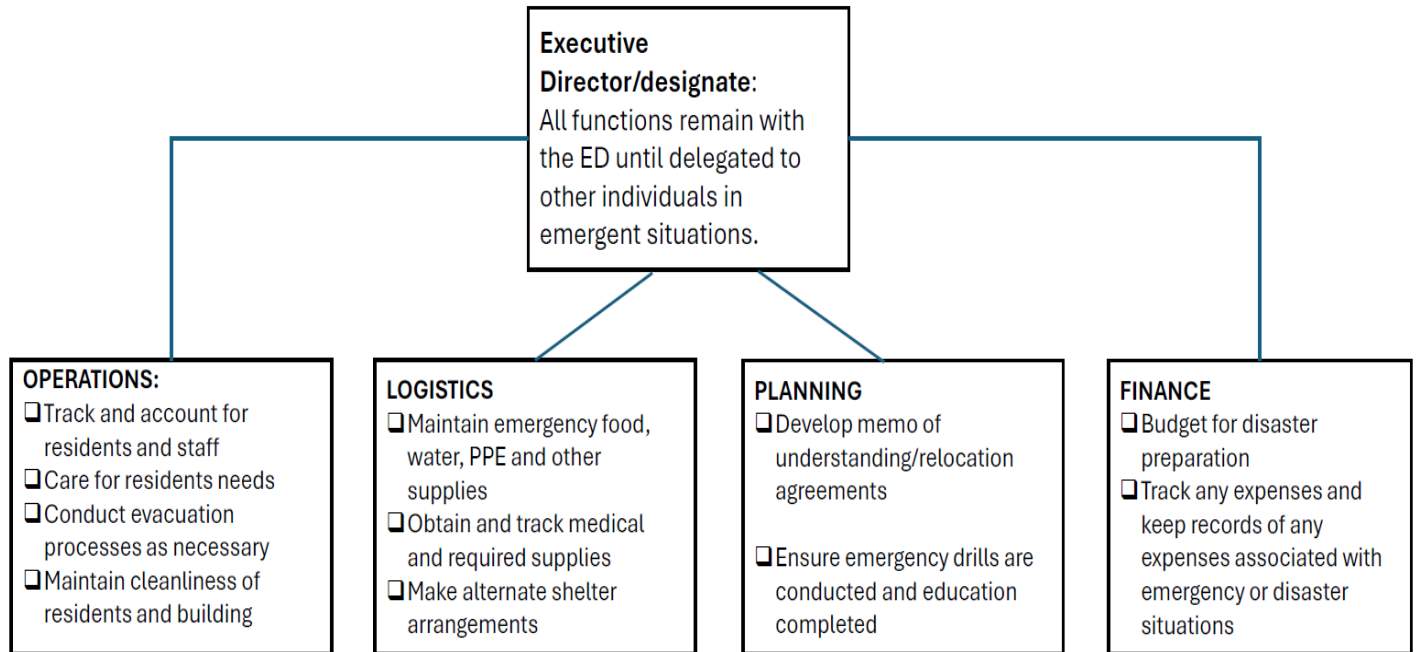 Executive
Director/designate:
All functions remain with
the ED until delegated to
other individuals in
emergent situations.
OPERATIONS:
❑Track and account for
residents and staff
❑Care for residents needs
❑Conduct evacuation
processes as necessary
❑Maintain cleanliness of
residents and building
LOGISTICS
❑Maintain emergency food,
water, PPE and other
supplies
❑Obtain and track medical
and required supplies
❑Make alternate shelter
arrangements
PLANNING
❑Develop memo of
understanding/relocation
agreements
❑Ensure emergency drills are
conducted and education
completed
FINANCE
❑Budget for disaster
preparation
❑Track any expenses and
keep records of any
expenses associated with
emergency or disaster
situations